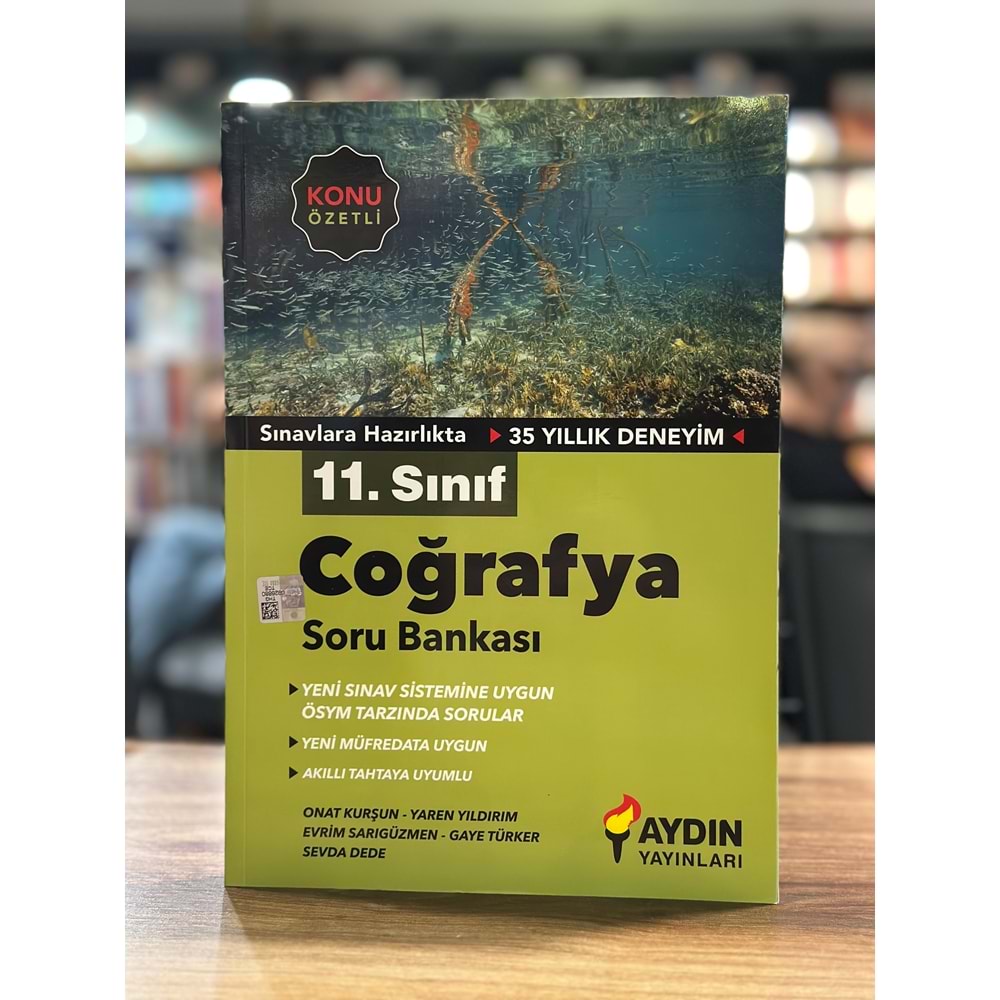 KONU
ÖZETLİ
Sınavlara Hazırlıkta 35 YILLIK DENEYİM
11. Sınıf
Coğrafya
Soru Bankası
YENİ SINAV SİSTEMİNE UYGUN
ÖSYM TARZINDA SORULAR
YENİ MÜFREDATA UYGUN
AKILLI TAHTAYA UYUMLU
ONAT KURŞUN - YAREN YILDIRIM
EVRİM SARIGÜZMEN - GAYE TÜRKER
SEVDA DEDE
AYDIN
YAYINLARI